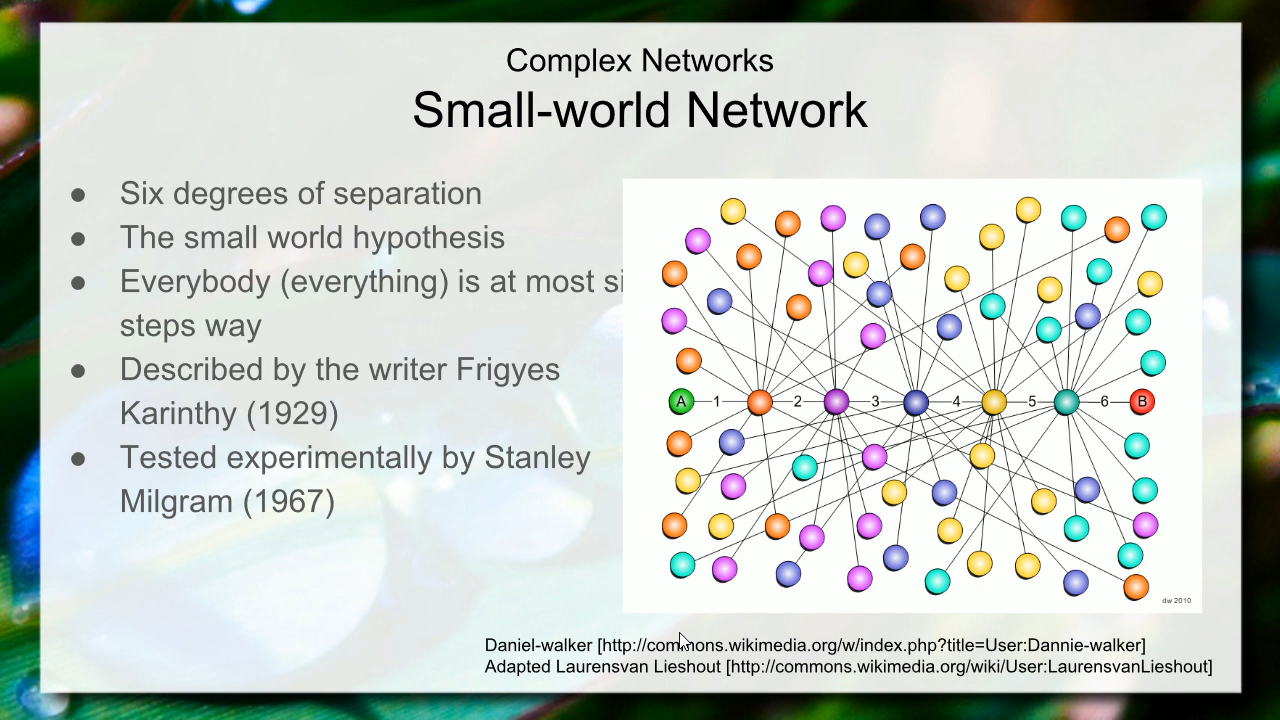 Complex Networks
Small-world Network
● Six degrees of separation
● The small world hypothesis
● Everybody (everything) is at most si
steps way
● Described by the writer Frigyes
Karinthy (1929)
● Tested experimentally by Stanley
Milgram (1967)
A 1 2 3 4 5 6 B
dw 2010
Daniel-walker [http://commons.wikimedia.org/w/index.php?title=User:Dannie-walker]
Adapted Laurensvan Lieshout [http://commons.wikimedia.org/wiki/User:LaurensvanLieshout]